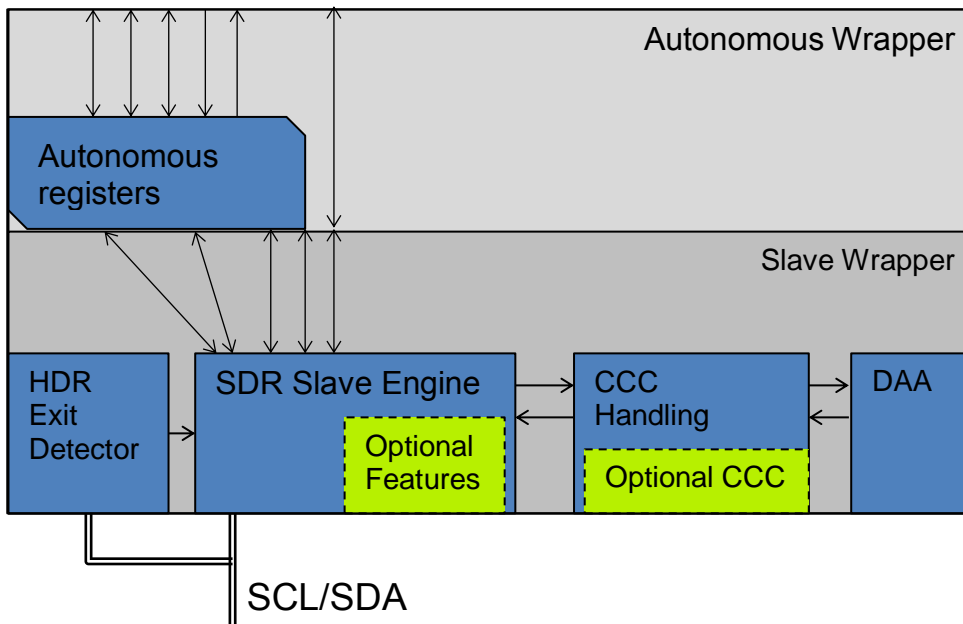 Autonomous Wrapper
Autonomous
registers
Slave Wrapper
HDR
Exit
Detector
SDR Slave Engine
Optional
Features
CCC
Handling
Optional CCC
DAA
SCL/SDA